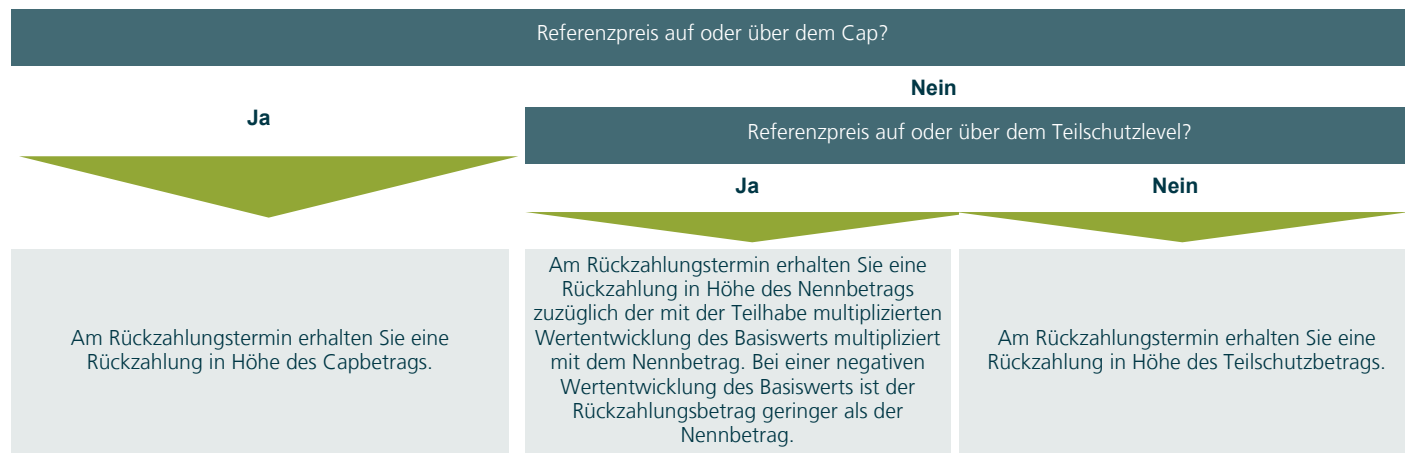 Referenzpreis auf oder über dem Cap?
Ja
Nein
Referenzpreis auf oder über dem Teilschutzlevel?
Ja
Nein
Am Rückzahlungstermin erhalten Sie eine
Rückzahlung in Höhe des Capbetrags.
Am Rückzahlungstermin erhalten Sie eine
Rückzahlung in Höhe des Nennbetrags
zuzüglich der mit der Teilhabe multiplizierten
Wertentwicklung des Basiswerts multipliziert
mit dem Nennbetrag. Bei einer negativen
Wertentwicklung des Basiswerts ist der
Rückzahlungsbetrag geringer als der
Nennbetrag.
Am Rückzahlungstermin erhalten Sie eine
Rückzahlung in Höhe des Teilschutzbetrags.